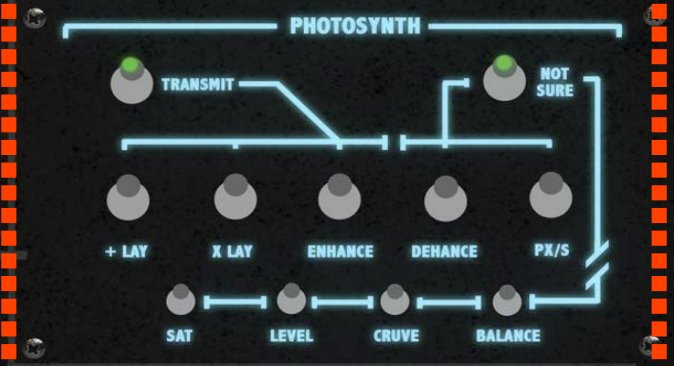 PHOTOSYNTH
TRANSMIT
NOT
SURE
+ LAY X LAY ENHANCE DEHANCE PX/S
SAT LEVEL CRUVE BALANCE